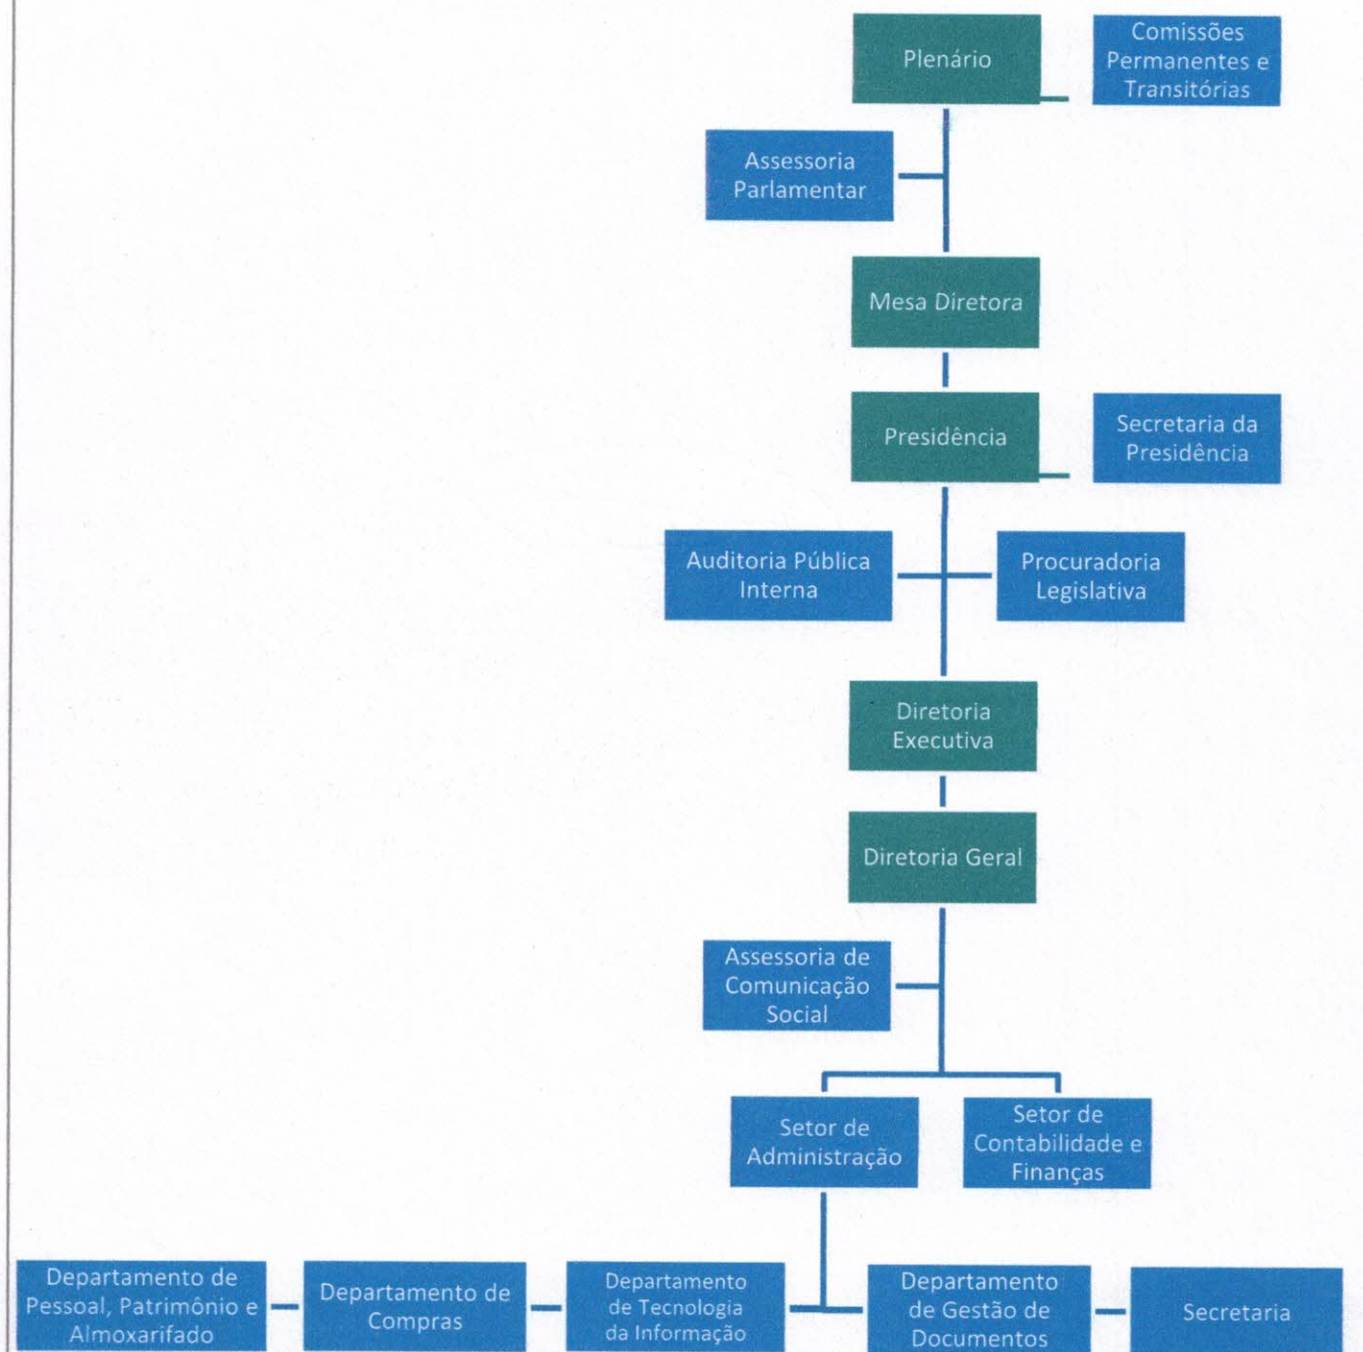 Plenário
Comissões
Permanentes e
Transitórias
Assessoria
Parlamentar
Mesa Diretora
Presidência
Secretaria da
Presidência
Auditoria Pública
Interna
Procuradoria
Legislativa
Diretoria
Executiva
Diretoria Geral
Assessoria de
Comunicação
Social
Setor de
Administração
Setor de
Contabilidade e
Finanças
Departamento de
Pessoal, Patrimônio e
Almoxarifado
Departamento de
Compras
Departamento
de Tecnologia
da Informação
Departamento
de Gestão de
Documentos
Secretaria